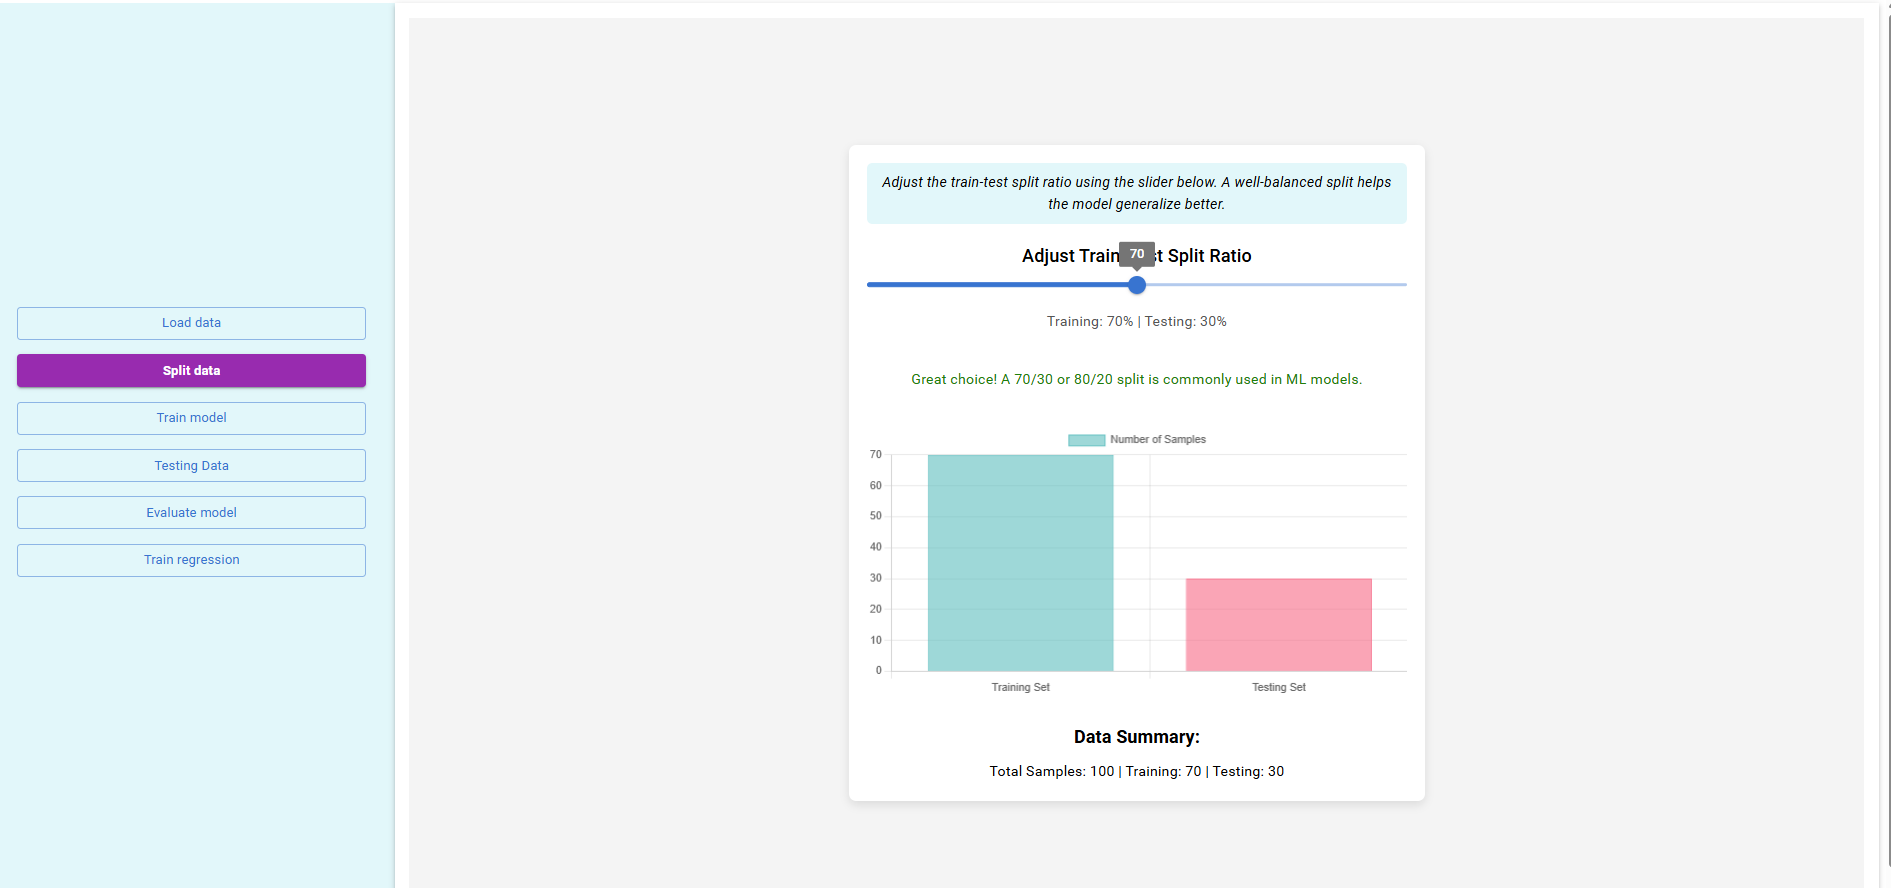 Load data
Split data
Train model
Testing Data
Evaluate model
Train regression
Adjust the train-test split ratio using the slider below. A well-balanced split helps
the model generalize better.
70
Adjust Train st Split Ratio
Training: 70% | Testing: 30%
Great choice! A 70/30 or 80/20 split is commonly used in ML models.
Number of Samples
70
60
50
40
30
20
10
0
Training Set Testing Set
Data Summary:
Total Samples: 100 | Training: 70 | Testing: 30